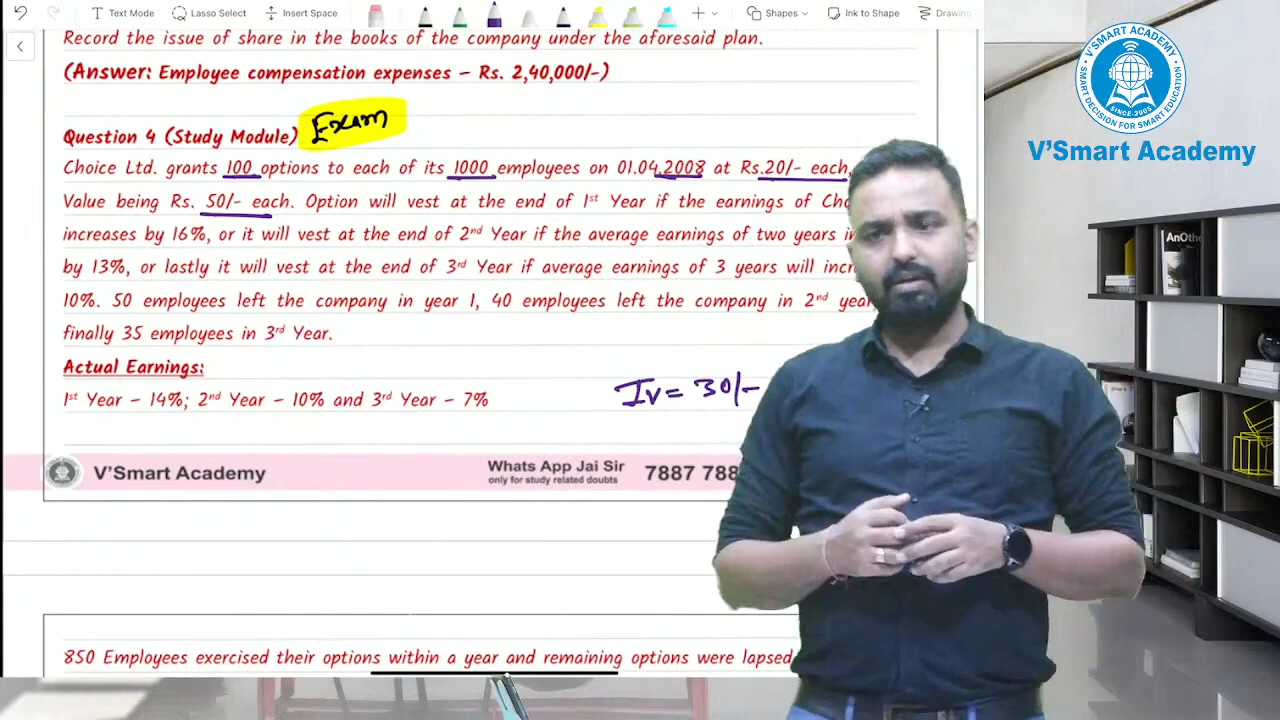 Text Mode Lasso Select Insert Space Shapes Ink to Shape Drawing
Record the issue of share in the books of the company under the aforesaid plan.
(Answer: Employee compensation expenses – Rs. 2,40,000/-)
Question 4 (Study Module) Exam
Choice Ltd. grants 100 options to each of its 1000 employees on 01.04.2008 at Rs.20/- each,
Value being Rs. 50/- each. Option will vest at the end of 1st Year if the earnings of
increases by 16%, or it will vest at the end of 2nd Year if the average earnings of two years
by 13%, or lastly it will vest at the end of 3rd Year if average earnings of 3 years will
10%. 50 employees left the company in year 1, 40 employees left the company in 2nd
finally 35 employees in 3rd Year.
Actual Earnings:
1st Year – 14%; 2nd Year – 10% and 3rd Year – 7%
Iv = 30/-
V'Smart Academy
Whats App Jai Sir
only for study related doubts
7887 788
850 Employees exercised their options within a year and remaining options were lapsed
V'SMART ACADEMY
SINCE-2005
SMART DECISION FOR SMART EDUCATION
V'Smart Academy
AnOthe